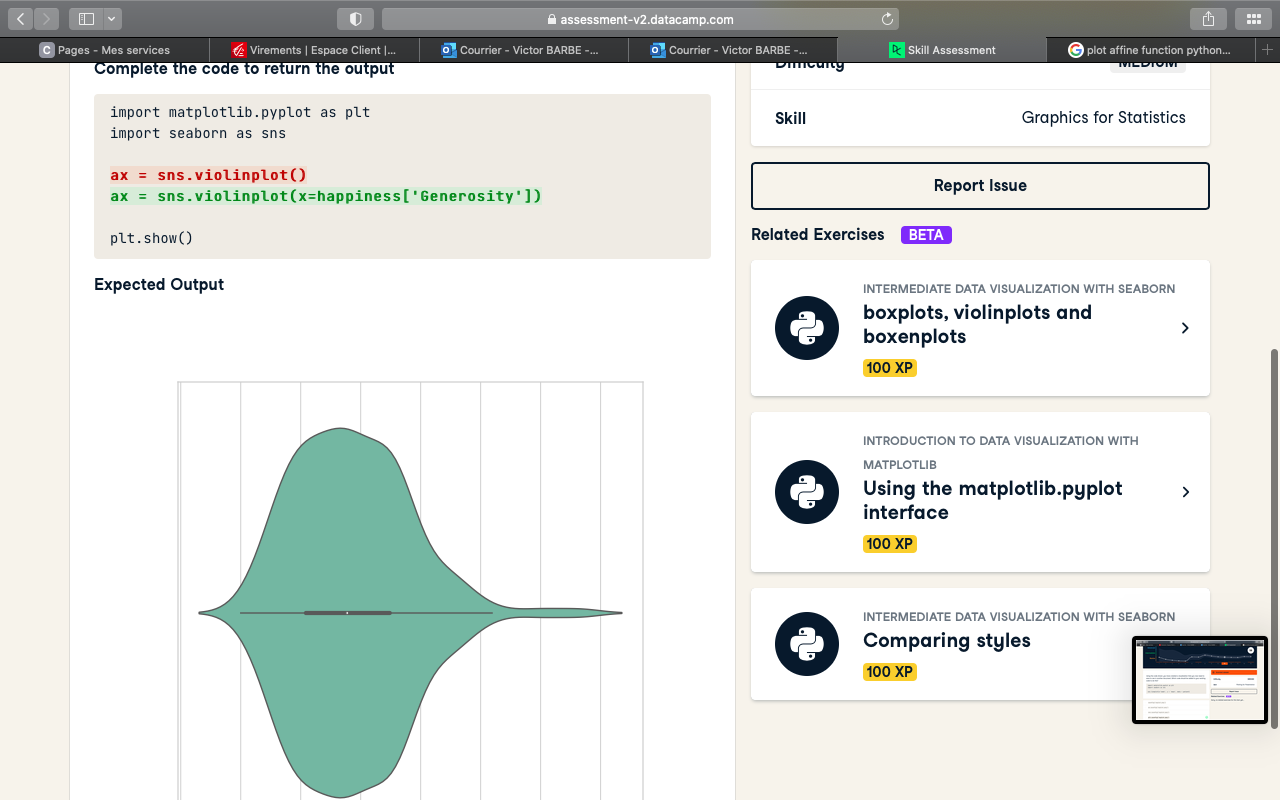 assessment-v2.datacamp.com
C Pages - Mes services
Virements | Espace Client |...
Courrier - Victor BARBE -...
Courrier - Victor BARBE -...
Skill Assessment
plot affine function python...
Complete the code to return the output
import matplotlib.pyplot as plt
import seaborn as sns
ax = sns.violinplot()
ax = sns.violinplot(x=happiness['Generosity'])
plt.show()
Expected Output
Difficulty
MEDIUM
Skill
Graphics for Statistics
Report Issue
Related Exercises BETA
INTERMEDIATE DATA VISUALIZATION WITH SEABORN
boxplots, violinplots and
boxenplots
100 XP
INTRODUCTION TO DATA VISUALIZATION WITH
MATPLOTLIB
Using the matplotlib.pyplot
interface
100 XP
INTERMEDIATE DATA VISUALIZATION WITH SEABORN
Comparing styles
100 XP